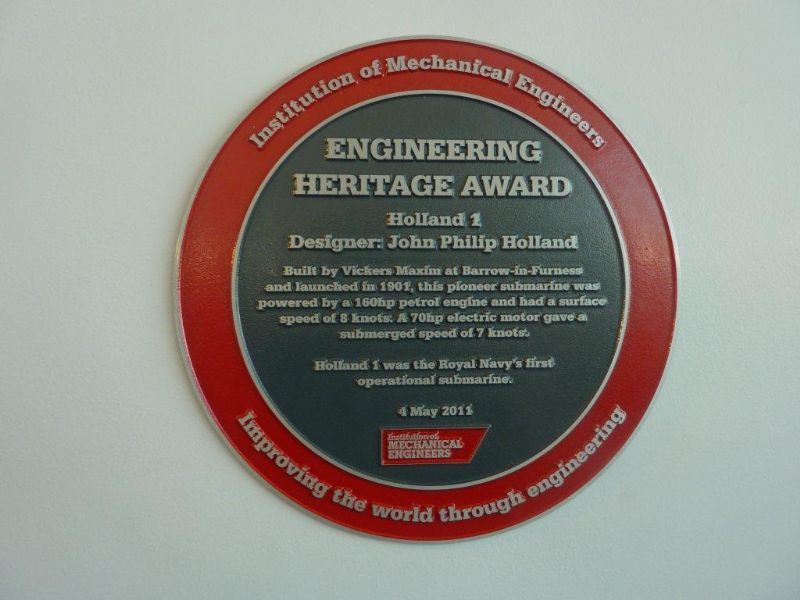 Institution of Mechanical Engineers
ENGINEERING
HERITAGE AWARD
Holland 1
Designer: John Philip Holland
Built by Vickers Maxim at Barrow-in-Furness
and launched in 1901, this pioneer submarine was
powered by a 160hp petrol engine and had a surface
speed of 8 knots. A 70hp electric motor gave a
submerged speed of 7 knots.
Holland 1 was the Royal Navy's first
operational submarine.
4 May 2011
Institution of
MECHANICAL
ENGINEERS
Improving the world through engineering